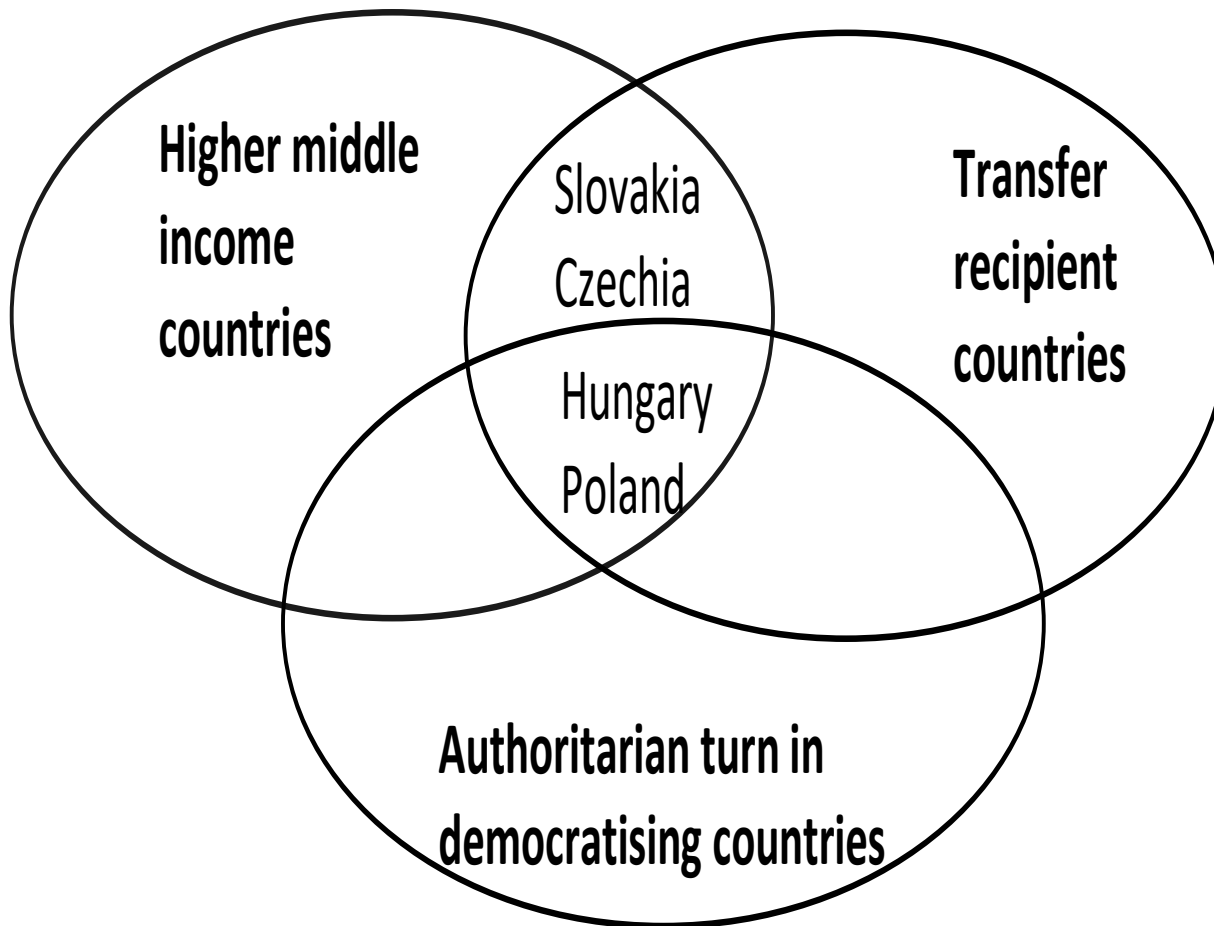 Higher middle
income
countries
Slovakia
Czechia
Transfer
recipient
countries
Hungary
Poland
Authoritarian turn in
democratising countries